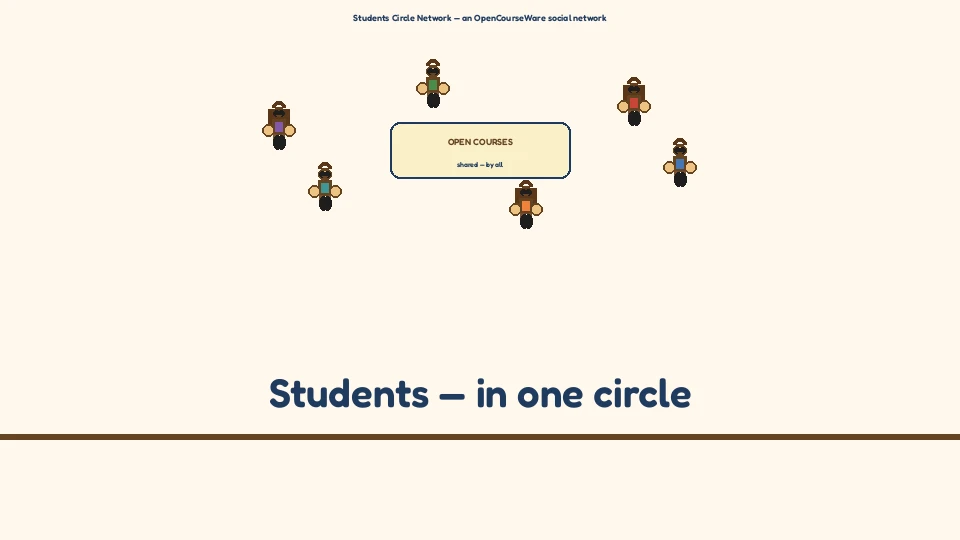 Students Circle Network — an OpenCourseWare social network
OPEN COURSES
shared — by all
Students — in one circle